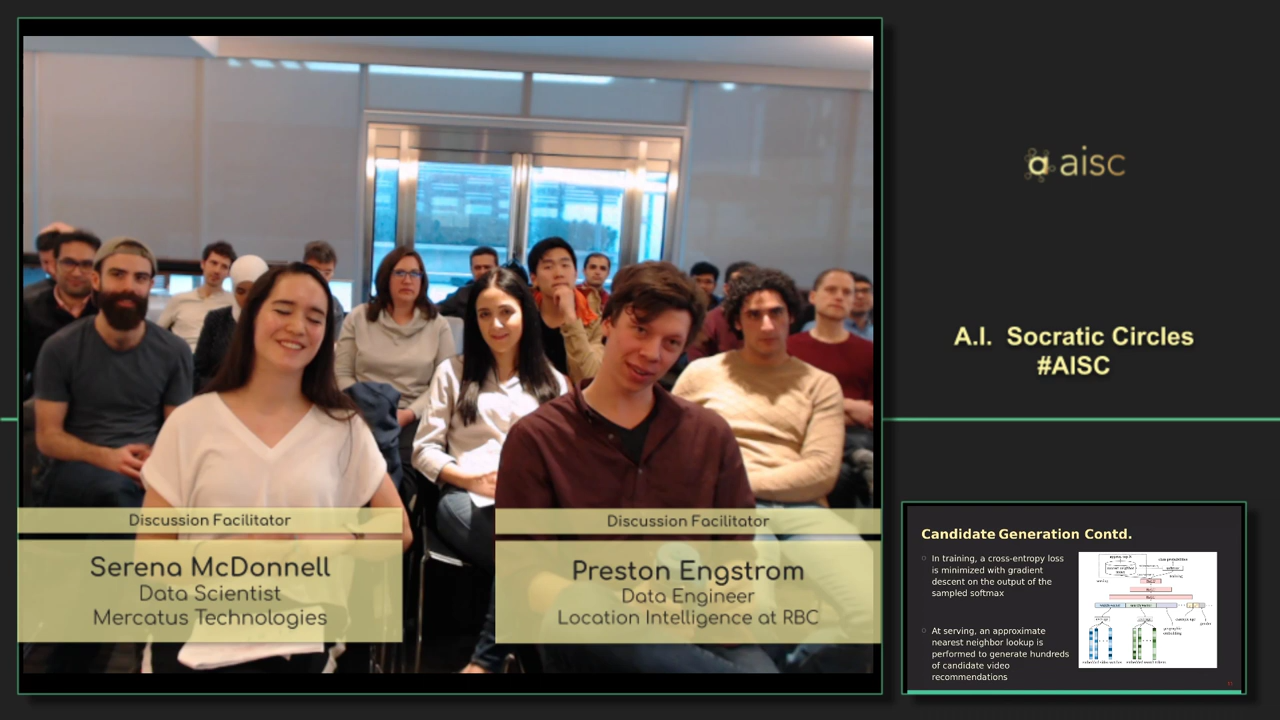 aisc
A.I. Socratic Circles
#AISC
Discussion Facilitator
Serena McDonnell
Data Scientist
Mercatus Technologies
Discussion Facilitator
Preston Engstrom
Data Engineer
Location Intelligence at RBC
Candidate Generation Contd.
In training, a cross-entropy loss
is minimized with gradient
descent on the output of the
sampled softmax
At serving, an approximate
nearest neighbor lookup is
performed to generate hundreds
of candidate video
recommendations